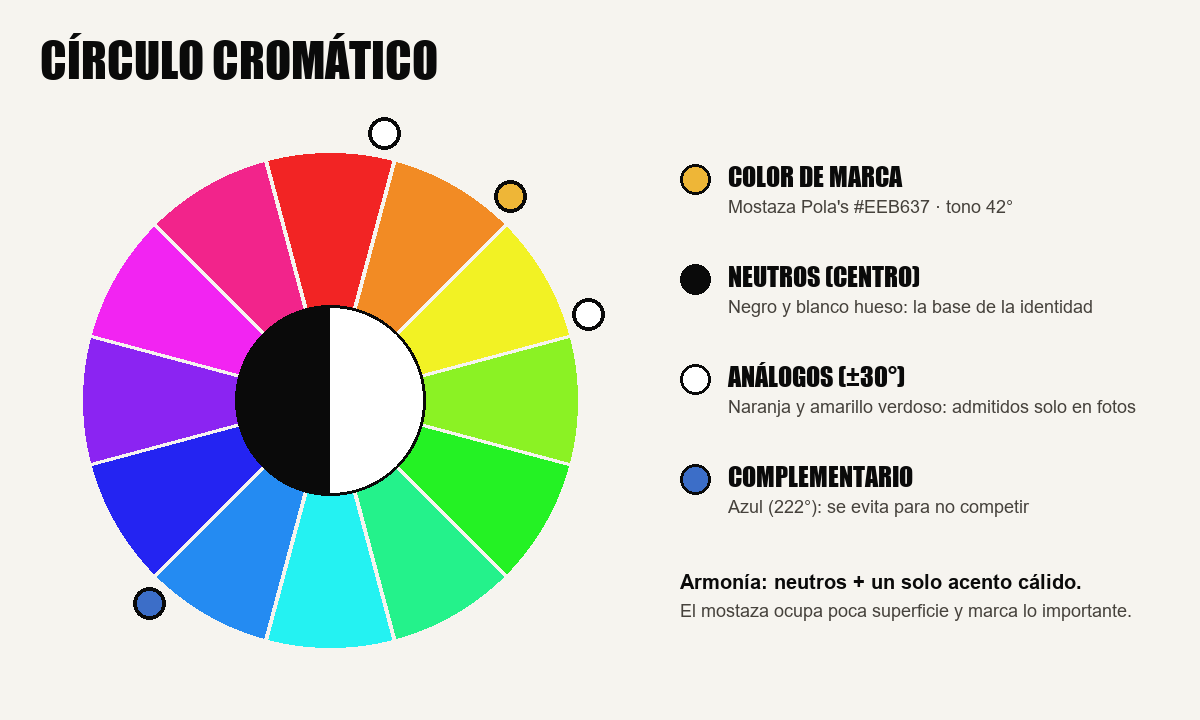 CÍRCULO CROMÁTICO
COLOR DE MARCA
Mostaza Pola's #EEB637 · tono 42°
NEUTROS (CENTRO)
Negro y blanco hueso: la base de la identidad
ANÁLOGOS (±30°)
Naranja y amarillo verdoso: admitidos solo en fotos
COMPLEMENTARIO
Azul (222°): se evita para no competir
Armonía: neutros + un solo acento cálido.
El mostaza ocupa poca superficie y marca lo importante.